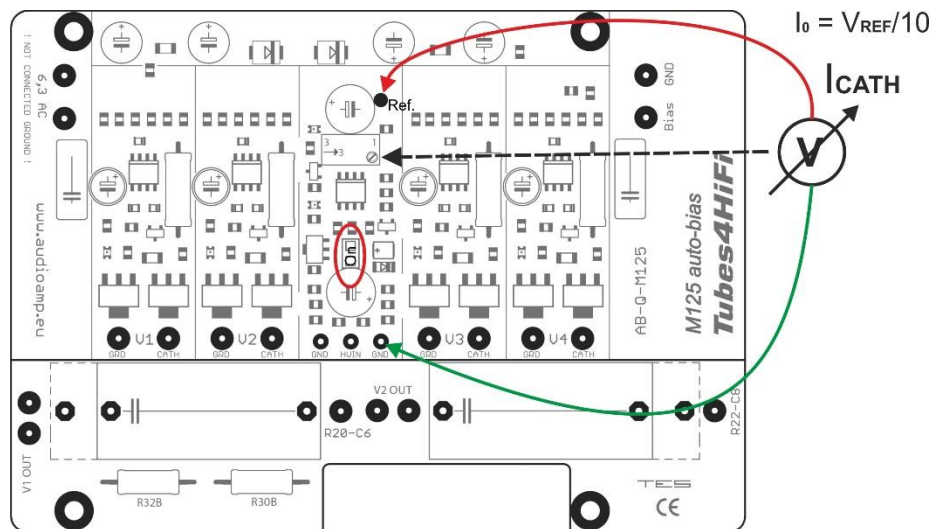 I₀ = VREF/10
ICATH
V
Ref.
! NOT CONNECTED GROUND !
6,3 AC
GND
Bias
3 1
→3
On
www.audioamp.eu
AB-Q-M125
M125 auto-bias
Tubes4HiFi
V1
GRD CATH
V2
GRD CATH
GND HVIN GND
V3
GRD CATH
V4
GRD CATH
V1 OUT
V2 OUT
R20-C6
R22-C8
R32B
R30B
TES
CE